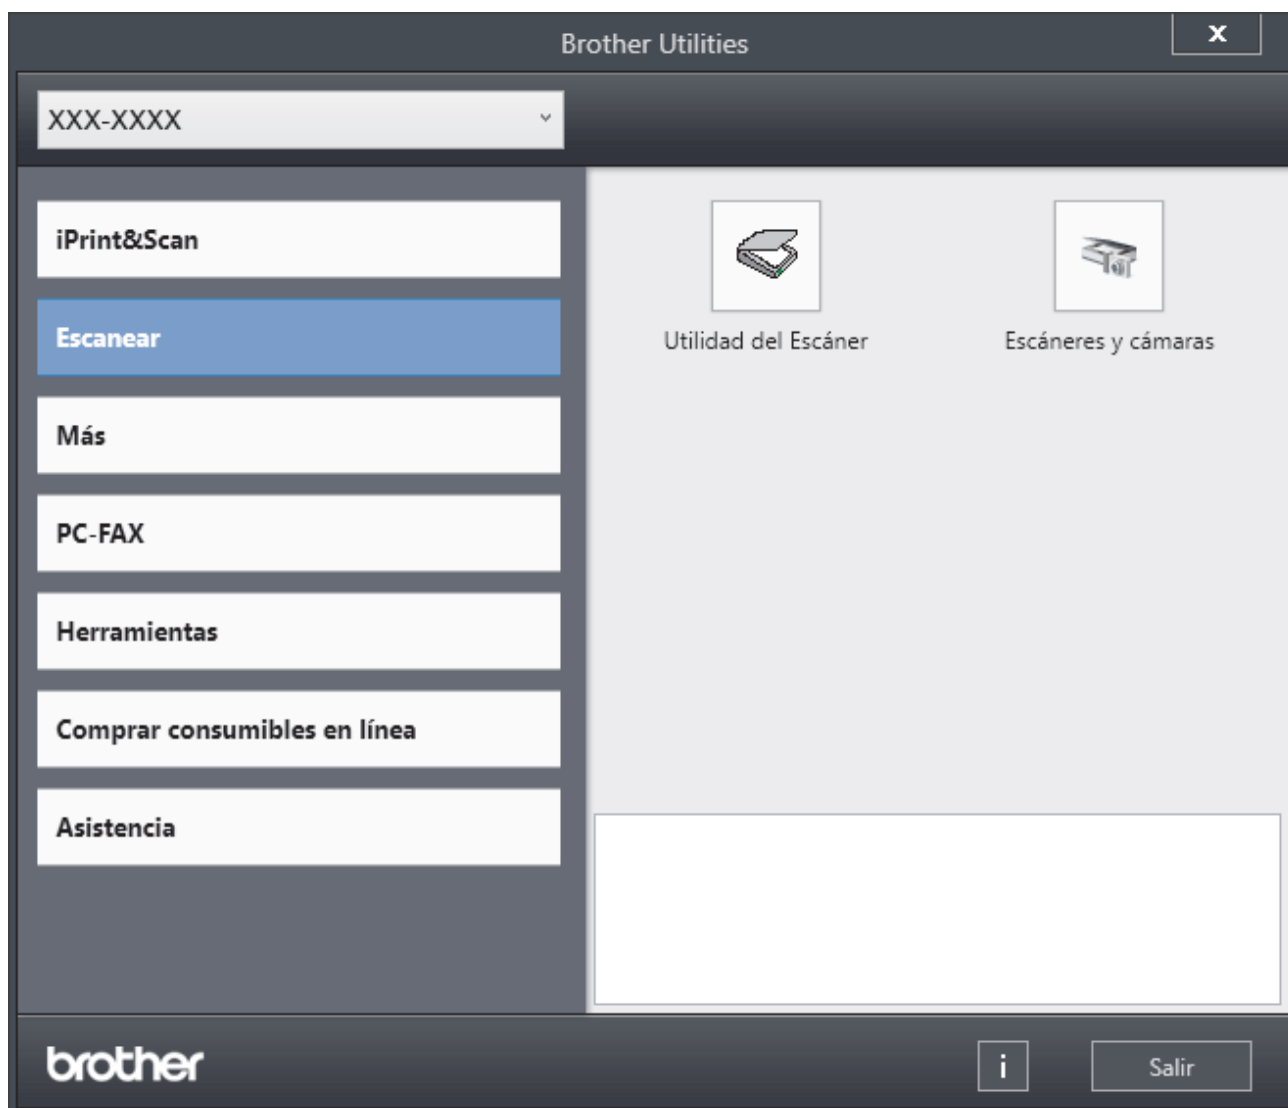 Brother Utilities
x
XXX-XXXX
iPrint&Scan
Escanear
Más
PC-FAX
Herramientas
Comprar consumibles en línea
Asistencia
Utilidad del Escáner
Escáneres y cámaras
brother
i
Salir